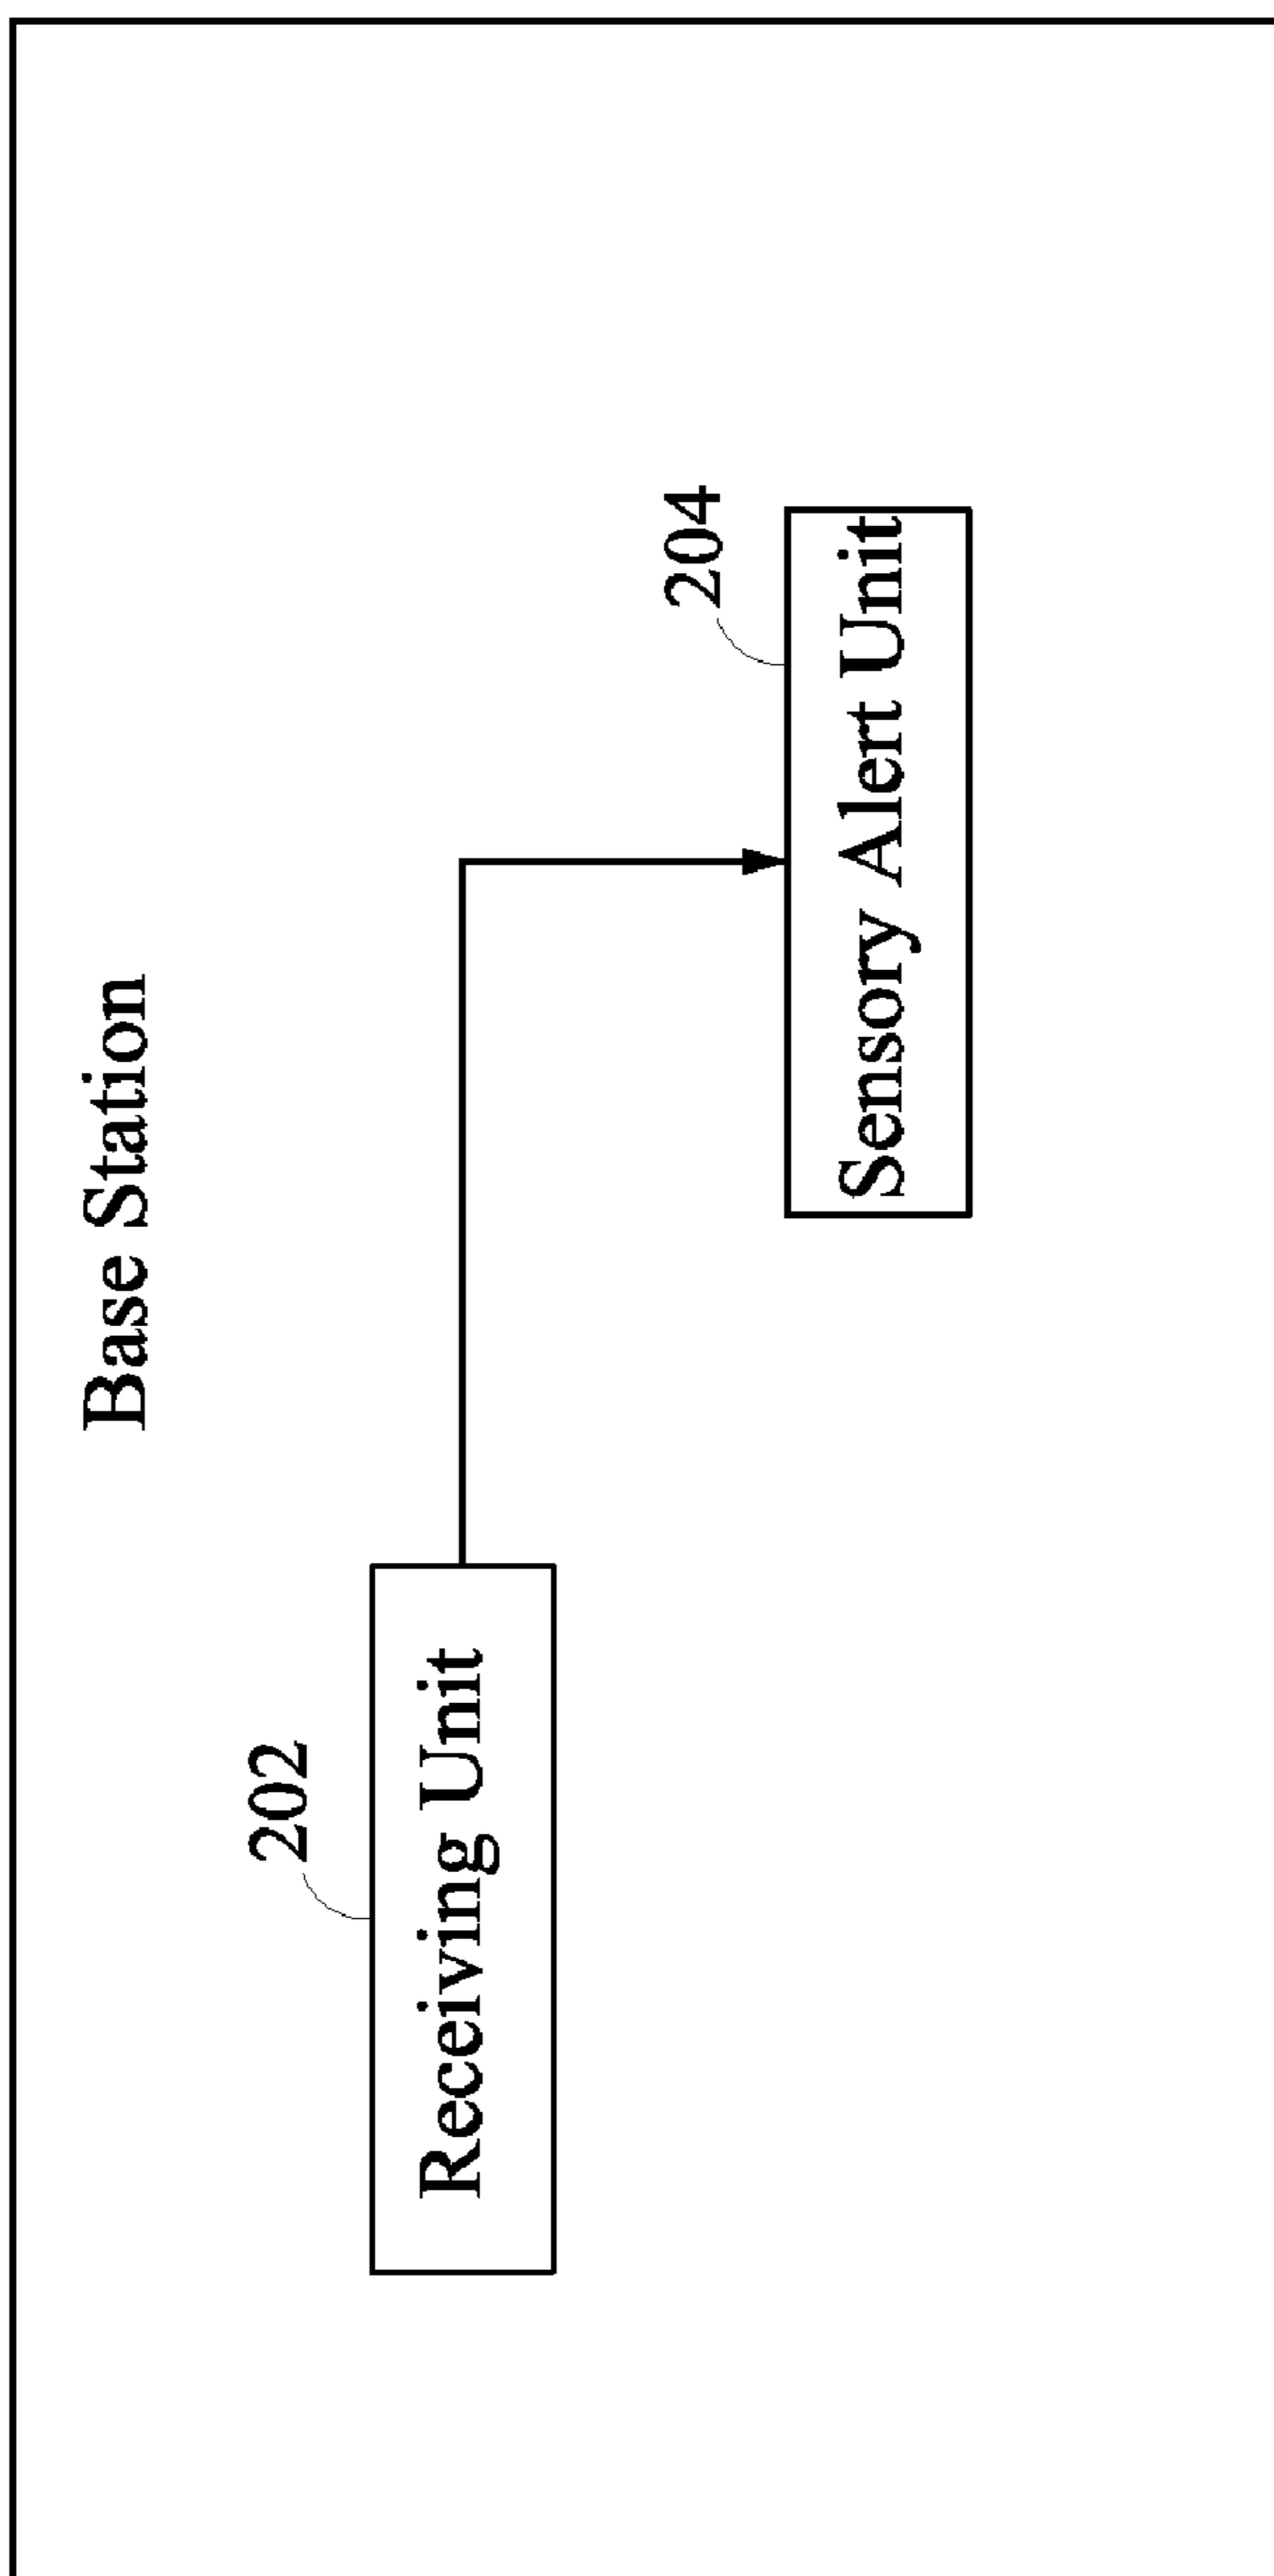 Base Station
202
Receiving Unit
204
Sensory Alert Unit